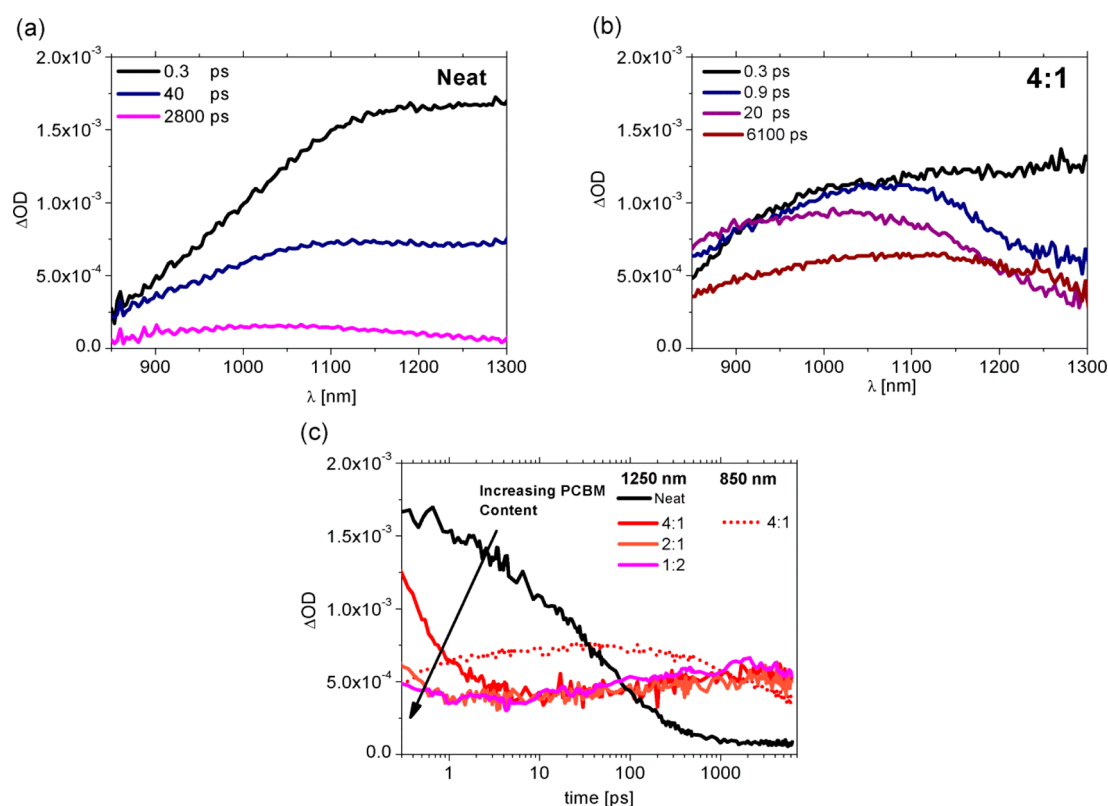 (a)
2.0x10⁻³
1.5x10⁻³
1.0x10⁻³
5.0x10⁻⁴
0.0
ΔOD
0.3 ps
40 ps
2800 ps
Neat
900 1000 1100 1200 1300
λ [nm]
(b)
2.0x10⁻³
1.5x10⁻³
1.0x10⁻³
5.0x10⁻⁴
0.0
ΔOD
0.3 ps
0.9 ps
20 ps
6100 ps
4:1
900 1000 1100 1200 1300
λ [nm]
(c)
2.0x10⁻³
1.5x10⁻³
1.0x10⁻³
5.0x10⁻⁴
0.0
ΔOD
Increasing PCBM
Content
1250 nm 850 nm
Neat
4:1 4:1
2:1
1:2
1 10 100 1000
time [ps]